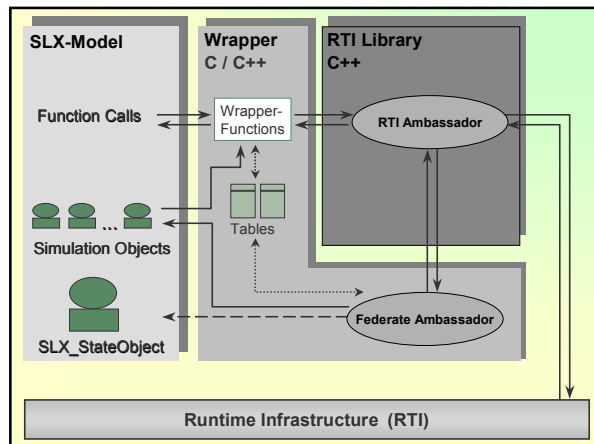 SLX-Model
Wrapper
C / C++
RTI Library
C++
Function Calls
Wrapper-
Functions
RTI Ambassador
...
Simulation Objects
Tables
SLX_StateObject
Federate Ambassador
Runtime Infrastructure (RTI)